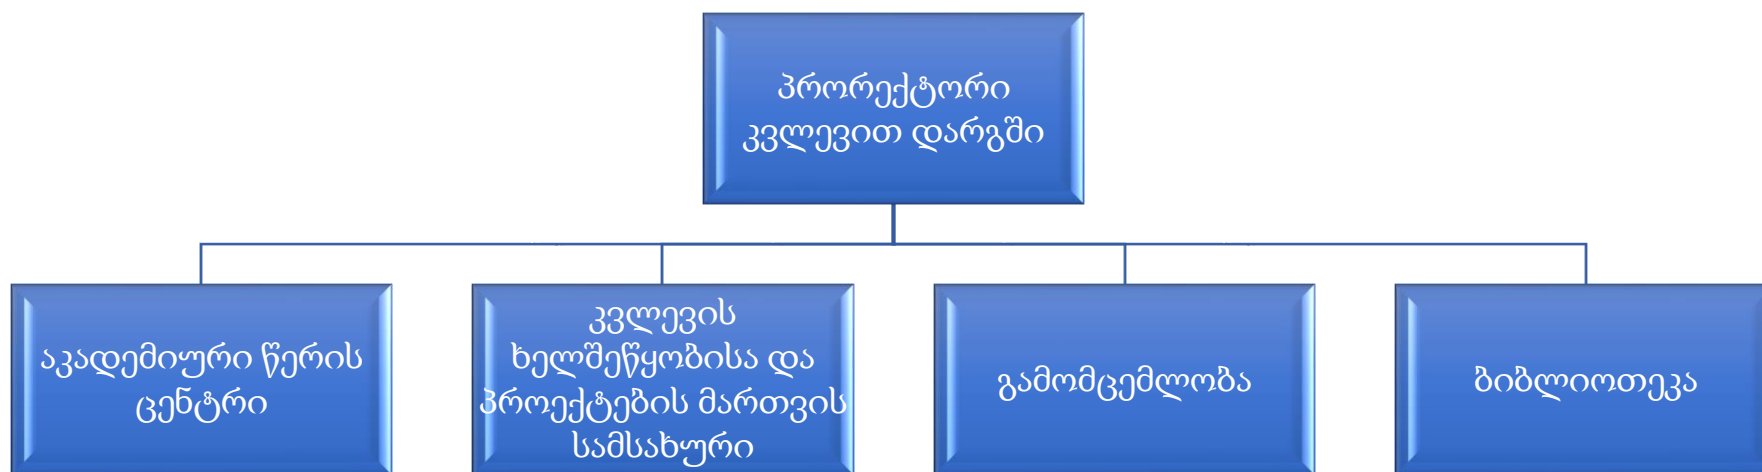 პრორექტორი
კვლევით დარგში
აკადემიური წერის
ცენტრი
კვლევის
ხელშეწყობისა და
პროექტების მართვის
სამსახური
გამომცემლობა
ბიბლიოთეკა